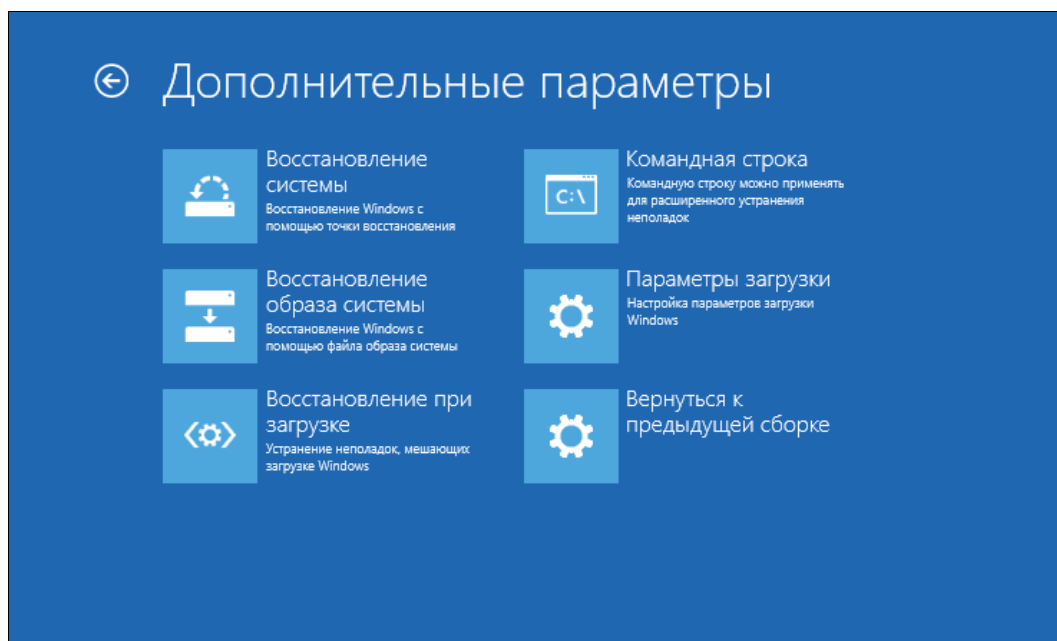 Дополнительные параметры
Восстановление
системы
Восстановление Windows с
помощью точки восстановления
Восстановление
образа системы
Восстановление Windows с
помощью файла образа системы
Восстановление при
загрузке
Устранение неполадок, мешающих
загрузке Windows
C:\
Командная строка
Командную строку можно применять
для расширенного устранения
неполадок
Параметры загрузки
Настройка параметров загрузки
Windows
Вернуться к
предыдущей сборке